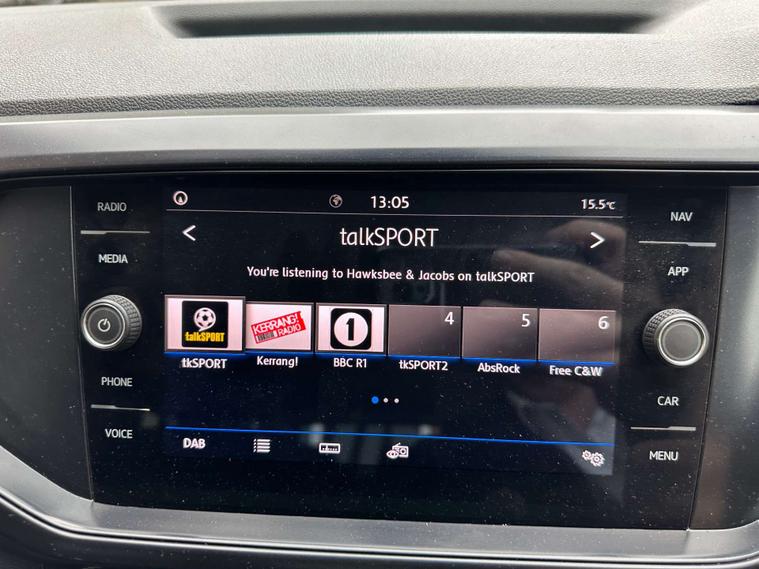 13:05
15.5°C
RADIO
MEDIA
PHONE
VOICE
talkSPORT
You're listening to Hawksbee & Jacobs on talkSPORT
talkSPORT
KERRANG!
RADIO
1
4
5
6
tkSPORT
Kerrang!
BBC R1
tkSPORT2
AbsRock
Free C&W
DAB
NAV
APP
CAR
MENU